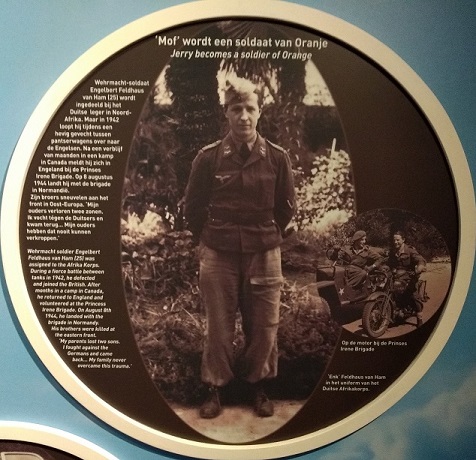 'Mof' wordt een soldaat van Oranje
Jerry becomes a soldier of Orange
Wehrmacht-soldaat
Engelbert Feldhaus
van Ham (25) wordt
ingedeeld bij het
Duitse leger in Noord-
Afrika. Maar in 1942
loopt hij tijdens een
hevig gevecht tussen
pantserwagens over naar
de Engelsen. Na een verblijf
van maanden in een kamp
in Canada meldt hij zich in
Engeland bij de Prinses
Irene Brigade. Op 8 augustus
1944 landt hij met de brigade
in Normandië.
Zijn broers sneuvelen aan het
front in Oost-Europa. 'Mijn
ouders verloren twee zonen.
Ik vecht tégen de Duitsers en
kwam terug... Mijn ouders
hebben dat nooit kunnen
verkroppen.'
Wehrmacht soldier Engelbert
Feldhaus van Ham (25) was
assigned to the Afrika Korps.
During a fierce battle between
tanks in 1942, he defected
and joined the British. After
months in a camp in Canada,
he returned to England and
volunteered at the Princess
Irene Brigade. On August 8th
1944, he landed with the
brigade in Normandy.
His brothers were killed at
the eastern front.
'My parents lost two sons.
I fought against the
Germans and came
back... My family never
overcame this trauma.'
Op de motor bij de Prinses
Irene Brigade
'Enk' Feldhaus van Ham
in het uniform van het
Duitse Afrikakorps.